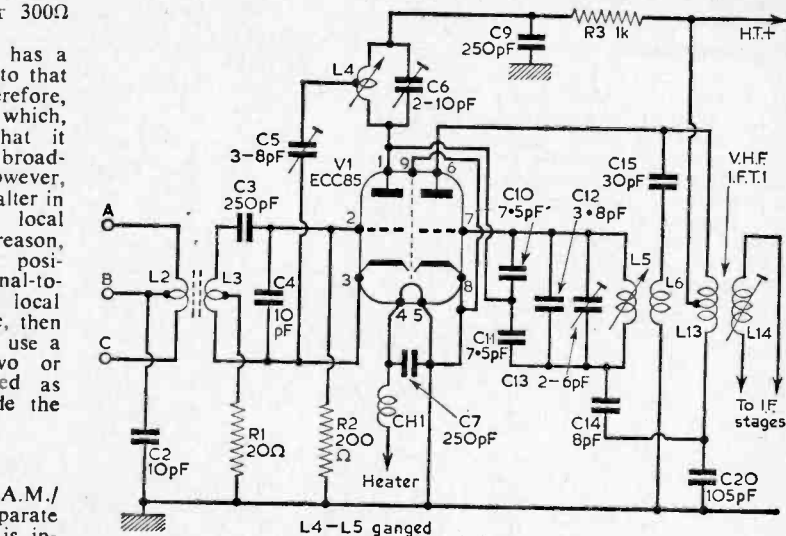 r 300Ω
has a
to that
erefore,
which,
hat it
broad-
owever,
alter in
local
reason,
posi-
nal-to-
local
e, then
use a
wo or
ed as
de the
A.M./
parate
is in-
C9
250pF
R3 1k
H.T.+
L4
C6
2-10pF
C5
3-8pF
V1
ECC85
1 9 6
C15
30pF
V.H.F.
I.F.T.1
C3
250pF
C10
7·5pF
C12
3·8pF
A
2
7
L5
B
L2 L3
C4
10
pF
3
8
L6
L13
L14
4 5
C11
7·5pF
C
C13 2-6pF
C14
8pF
To I.F.
stages
R1
20Ω
R2
200
Ω
CH1
C7
250pF
C2
10pF
Heater
C20
105pF
L4-L5 ganged